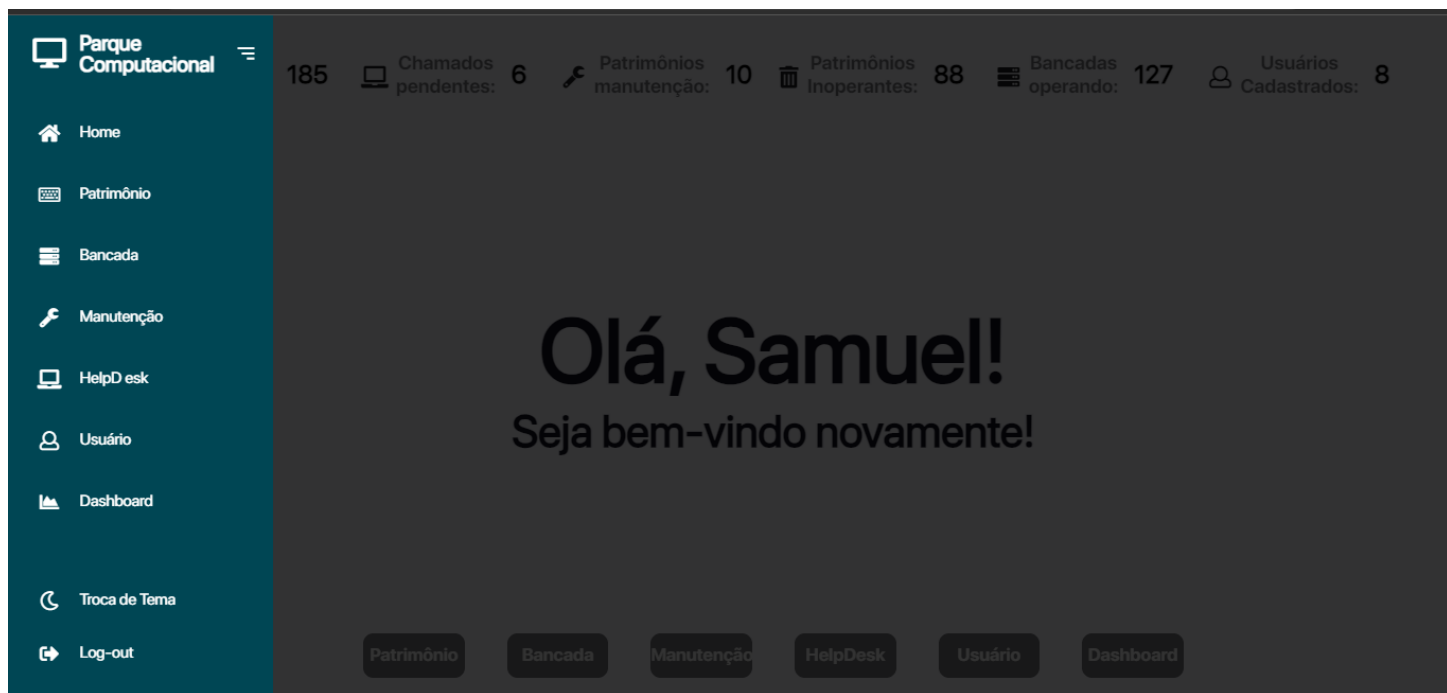 Parque
Computacional
Home
Patrimônio
Bancada
Manutenção
HelpD esk
Usuário
Dashboard
Troca de Tema
Log-out
185
Chamados
pendentes: 6
Patrimônios
manutenção: 10
Patrimônios
Inoperantes: 88
Bancadas
operando: 127
Usuários
Cadastrados: 8
Olá, Samuel!
Seja bem-vindo novamente!
Patrimônio Bancada Manutenção HelpDesk Usuário Dashboard